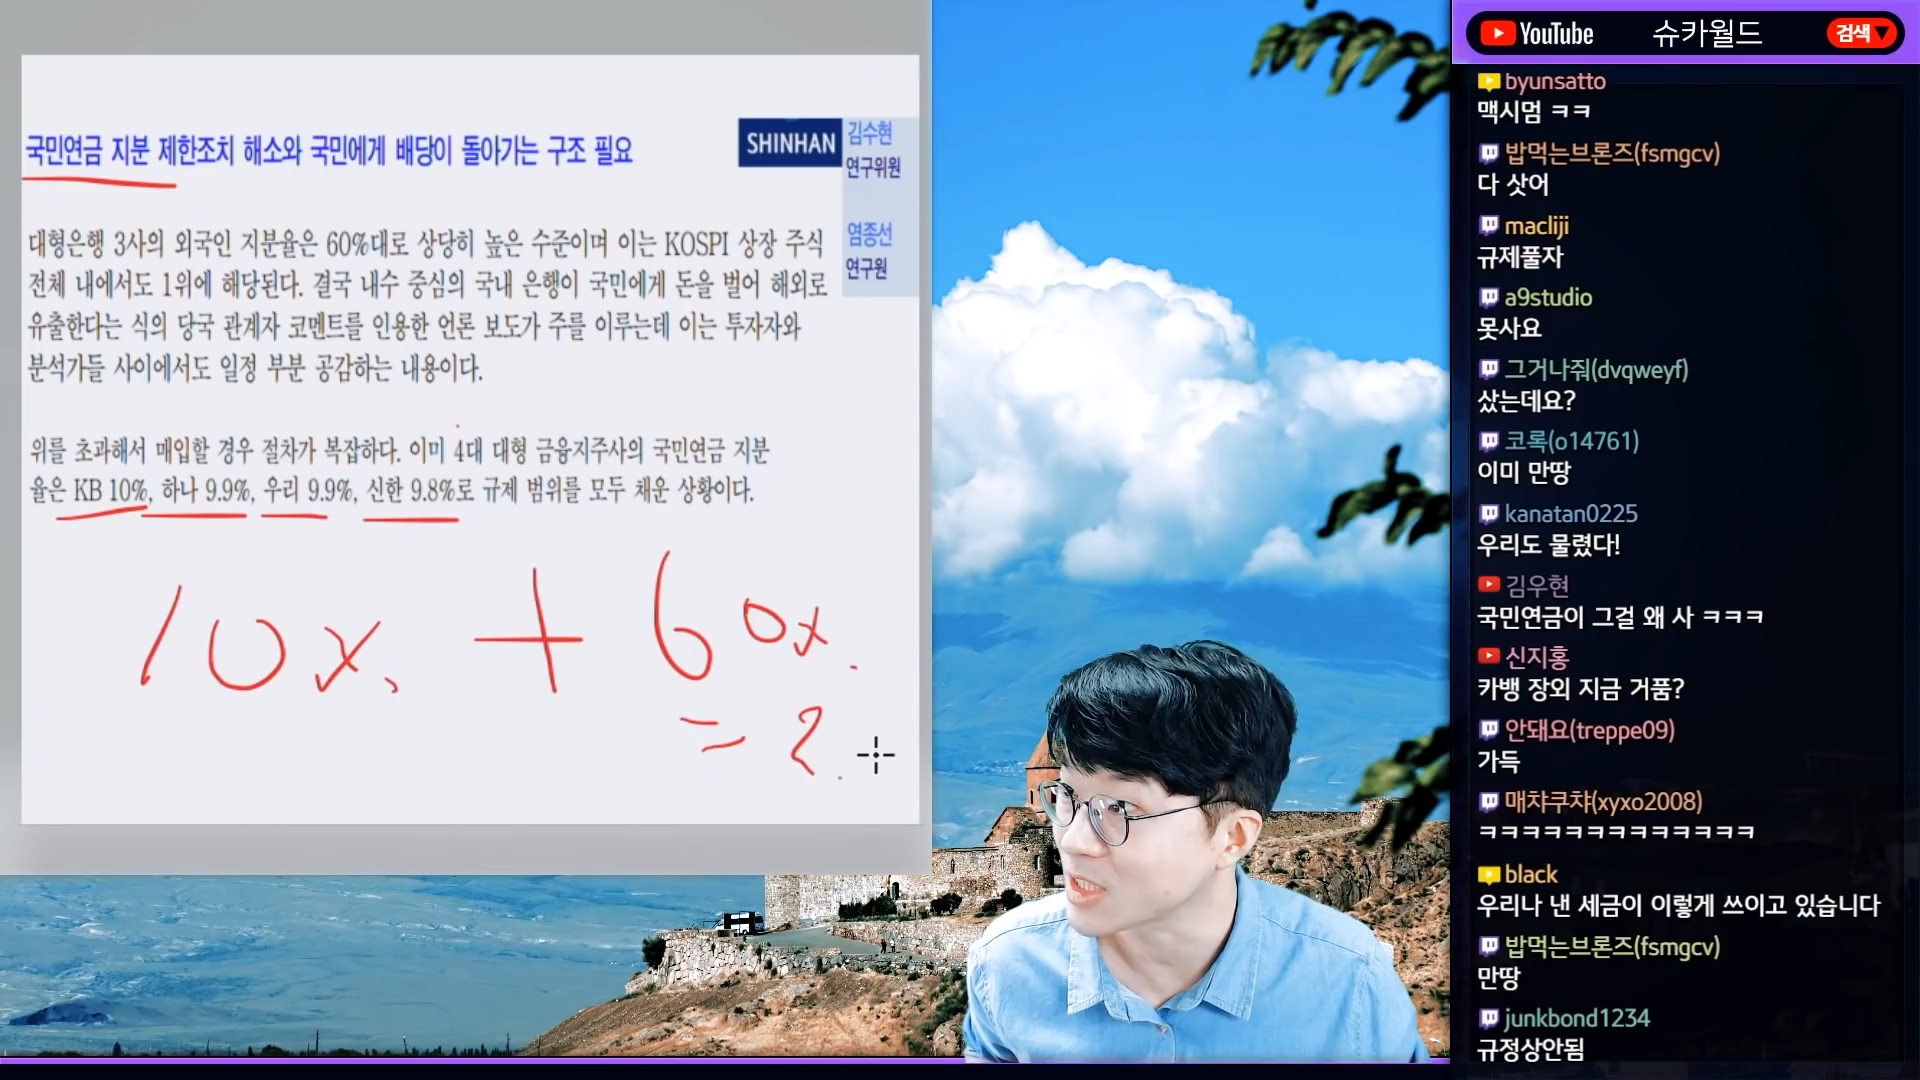 국민연금 지분 제한조치 해소와 국민에게 배당이 돌아가는 구조 필요
SHINHAN
김수현
연구위원
염종선
연구원
대형은행 3사의 외국인 지분율은 60%대로 상당히 높은 수준이며 이는 KOSPI 상장 주식
전체 내에서도 1위에 해당된다. 결국 내수 중심의 국내 은행이 국민에게 돈을 벌어 해외로
유출한다는 식의 당국 관계자 코멘트를 인용한 언론 보도가 주를 이루는데 이는 투자자와
분석가들 사이에서도 일정 부분 공감하는 내용이다.
위를 초과해서 매입할 경우 절차가 복잡하다. 이미 4대 대형 금융지주사의 국민연금 지분
율은 KB 10%, 하나 9.9%, 우리 9.9%, 신한 9.8%로 규제 범위를 모두 채운 상황이다.
10x. + 60x.
= 2.
YouTube 슈카월드 검색▼
byunsatto
맥시멈 ㅋㅋ
밥먹는브론즈(fsmgcv)
다 삿어
macliji
규제풀자
a9studio
못사요
그거나줘(dvqweyf)
샀는데요?
코록(o14761)
이미 만땅
kanatan0225
우리도 물렸다!
김우현
국민연금이 그걸 왜 사 ㅋㅋㅋ
신지홍
카뱅 장외 지금 거품?
안돼요(treppe09)
가득
매챠쿠챠(xyxo2008)
ㅋㅋㅋㅋㅋㅋㅋㅋㅋㅋㅋㅋㅋ
black
우리나 낸 세금이 이렇게 쓰이고 있습니다
밥먹는브론즈(fsmgcv)
만땅
junkbond1234
규정상안됨